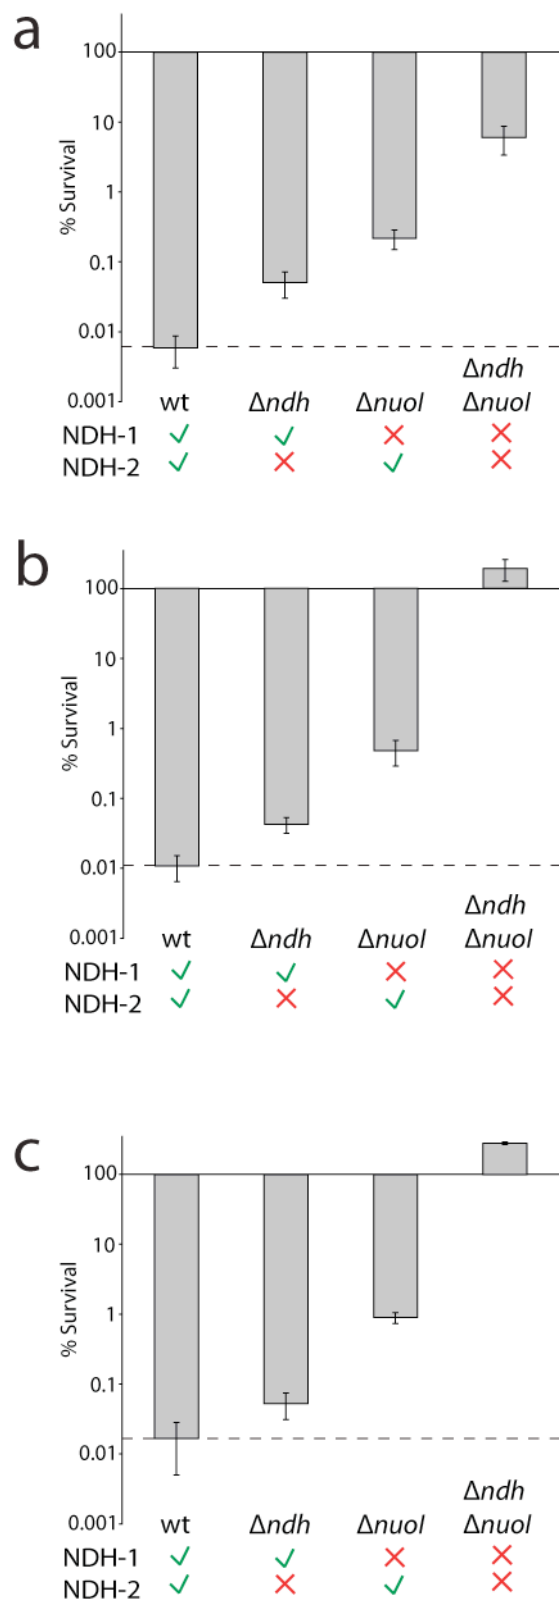 a
% Survival
100
10
1
0.1
0.01
0.001
Δndh
wt Δndh Δnuol Δnuol
NDH-1 ✓ ✓ ✕ ✕
NDH-2 ✓ ✕ ✓ ✕
b
% Survival
100
10
1
0.1
0.01
0.001
Δndh
wt Δndh Δnuol Δnuol
NDH-1 ✓ ✓ ✕ ✕
NDH-2 ✓ ✕ ✓ ✕
c
% Survival
100
10
1
0.1
0.01
0.001
Δndh
wt Δndh Δnuol Δnuol
NDH-1 ✓ ✓ ✕ ✕
NDH-2 ✓ ✕ ✓ ✕